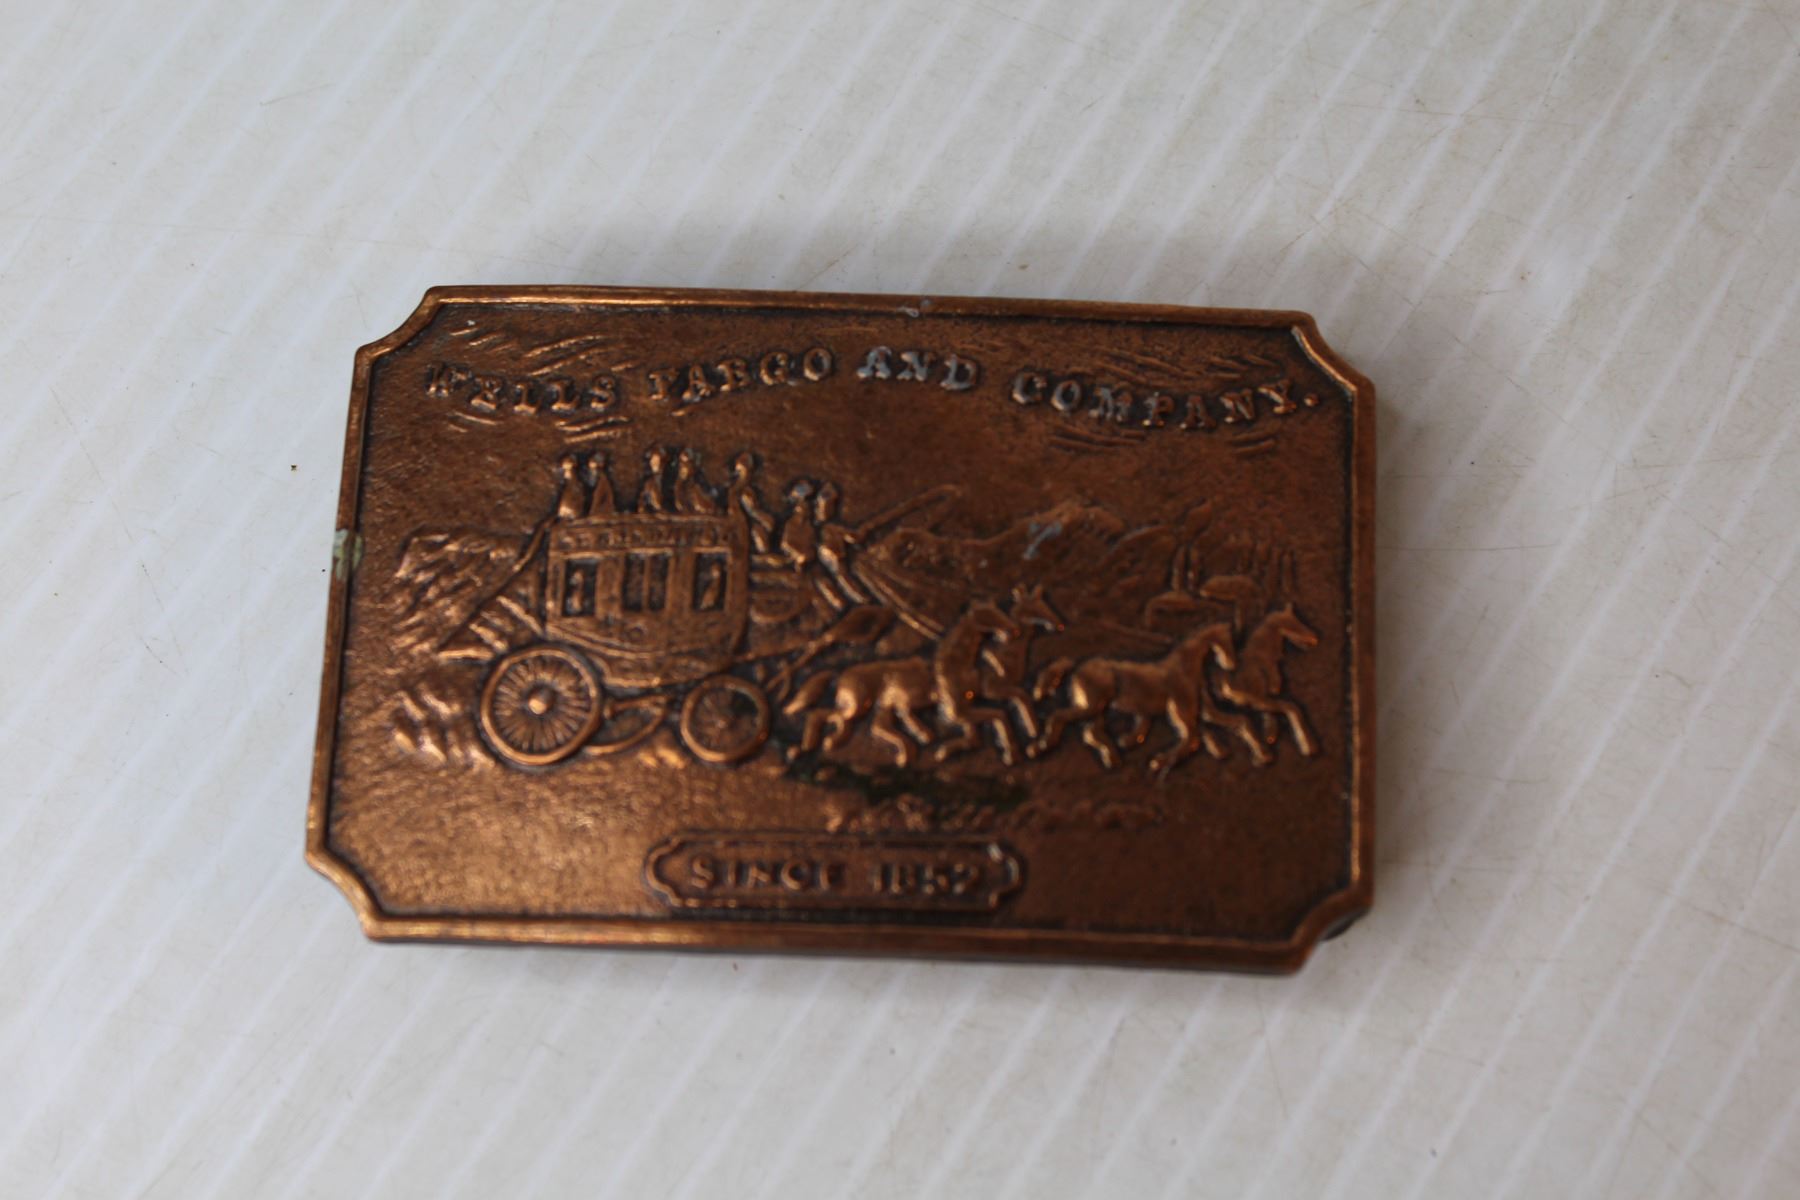 WELLS FARGO AND COMPANY.
SINCE 1852